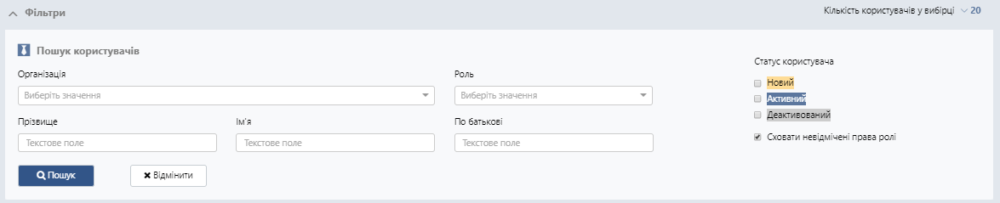 Фільтри
Кількість користувачів у вибірці 20
Пошук користувачів
Організація
Виберіть значення
Роль
Виберіть значення
Прізвище
Текстове поле
Ім'я
Текстове поле
По батькові
Текстове поле
Пошук
Відмінити
Статус користувача
Новий
Активний
Деактивований
Сховати невідмічені права ролі